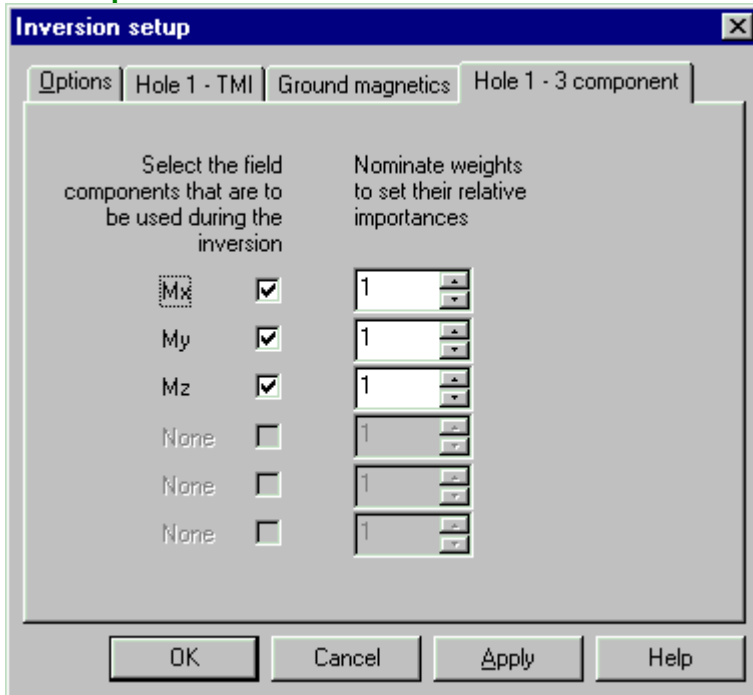 Inversion setup
Options Hole 1 - TMI Ground magnetics Hole 1 - 3 component
Select the field
components that are to
be used during the
inversion
Nominate weights
to set their relative
importances
Mx 1
My 1
Mz 1
None 1
None 1
None 1
OK Cancel Apply Help